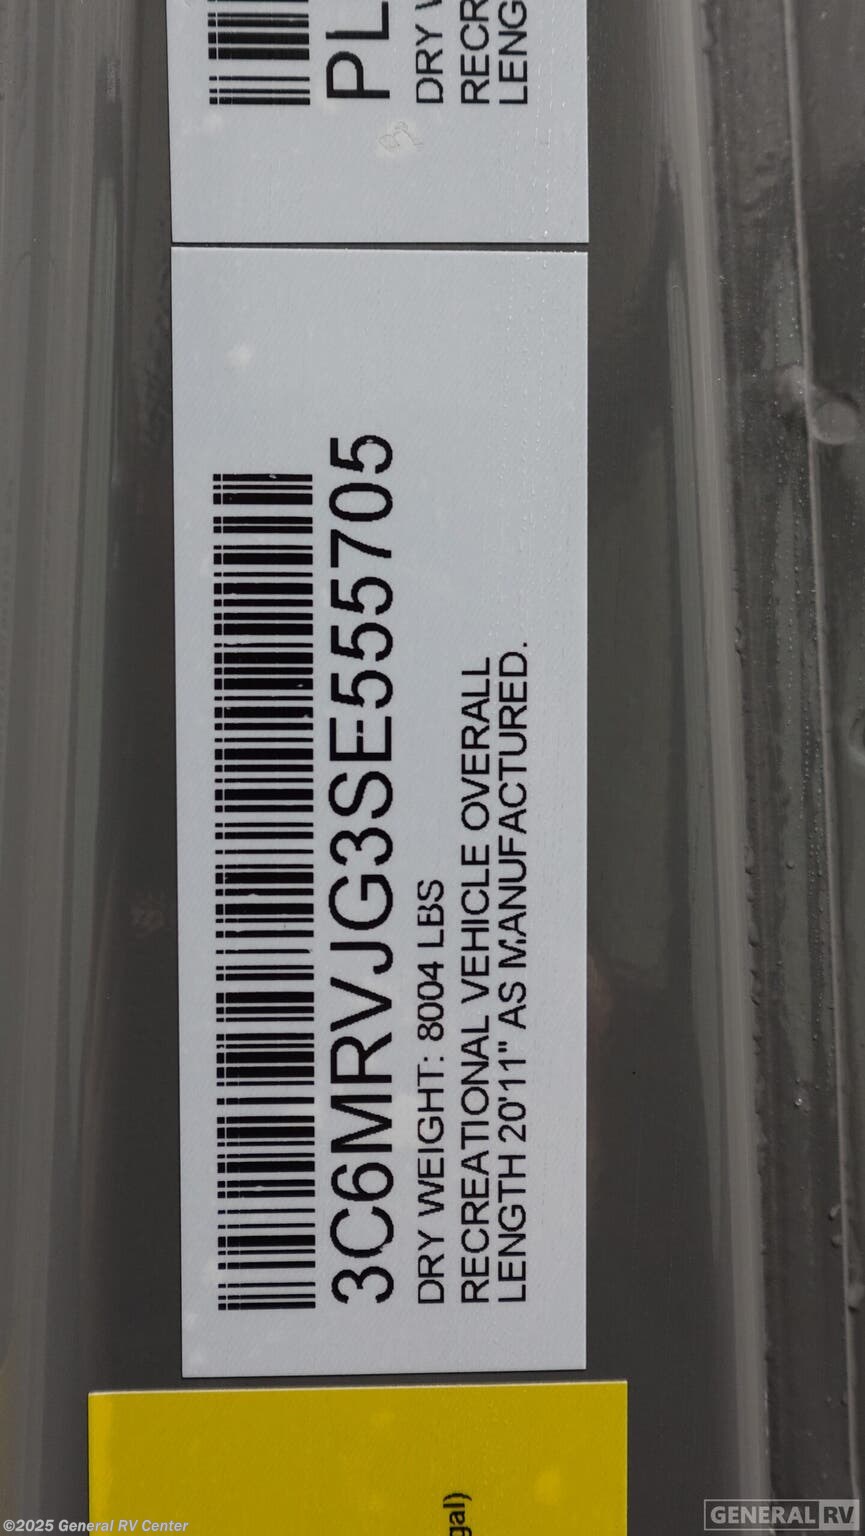 PL
DRY
RECR
LENG
3C6MRVJG3SE555705
DRY WEIGHT: 8004 LBS
RECREATIONAL VEHICLE OVERALL
LENGTH 20'11" AS MANUFACTURED.
gal)
©2025 General RV Center
GENERAL RV